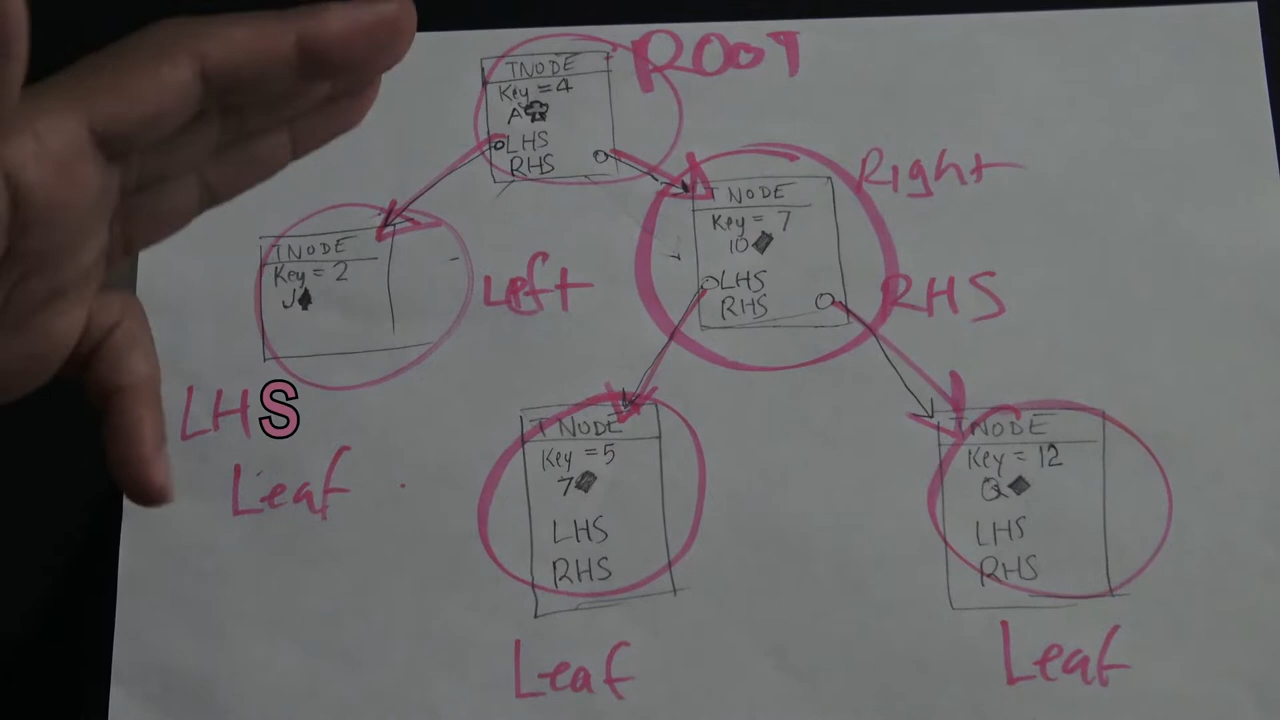 ROOT
TNODE
Key = 4
A♣
LHS
RHS
Right
TNODE
Key = 7
10♦
LHS
RHS
RHS
TNODE
Key = 2
J♠
Left
LHS
Leaf
TNODE
Key = 5
7♦
LHS
RHS
Leaf
TNODE
Key = 12
Q♦
LHS
RHS
Leaf